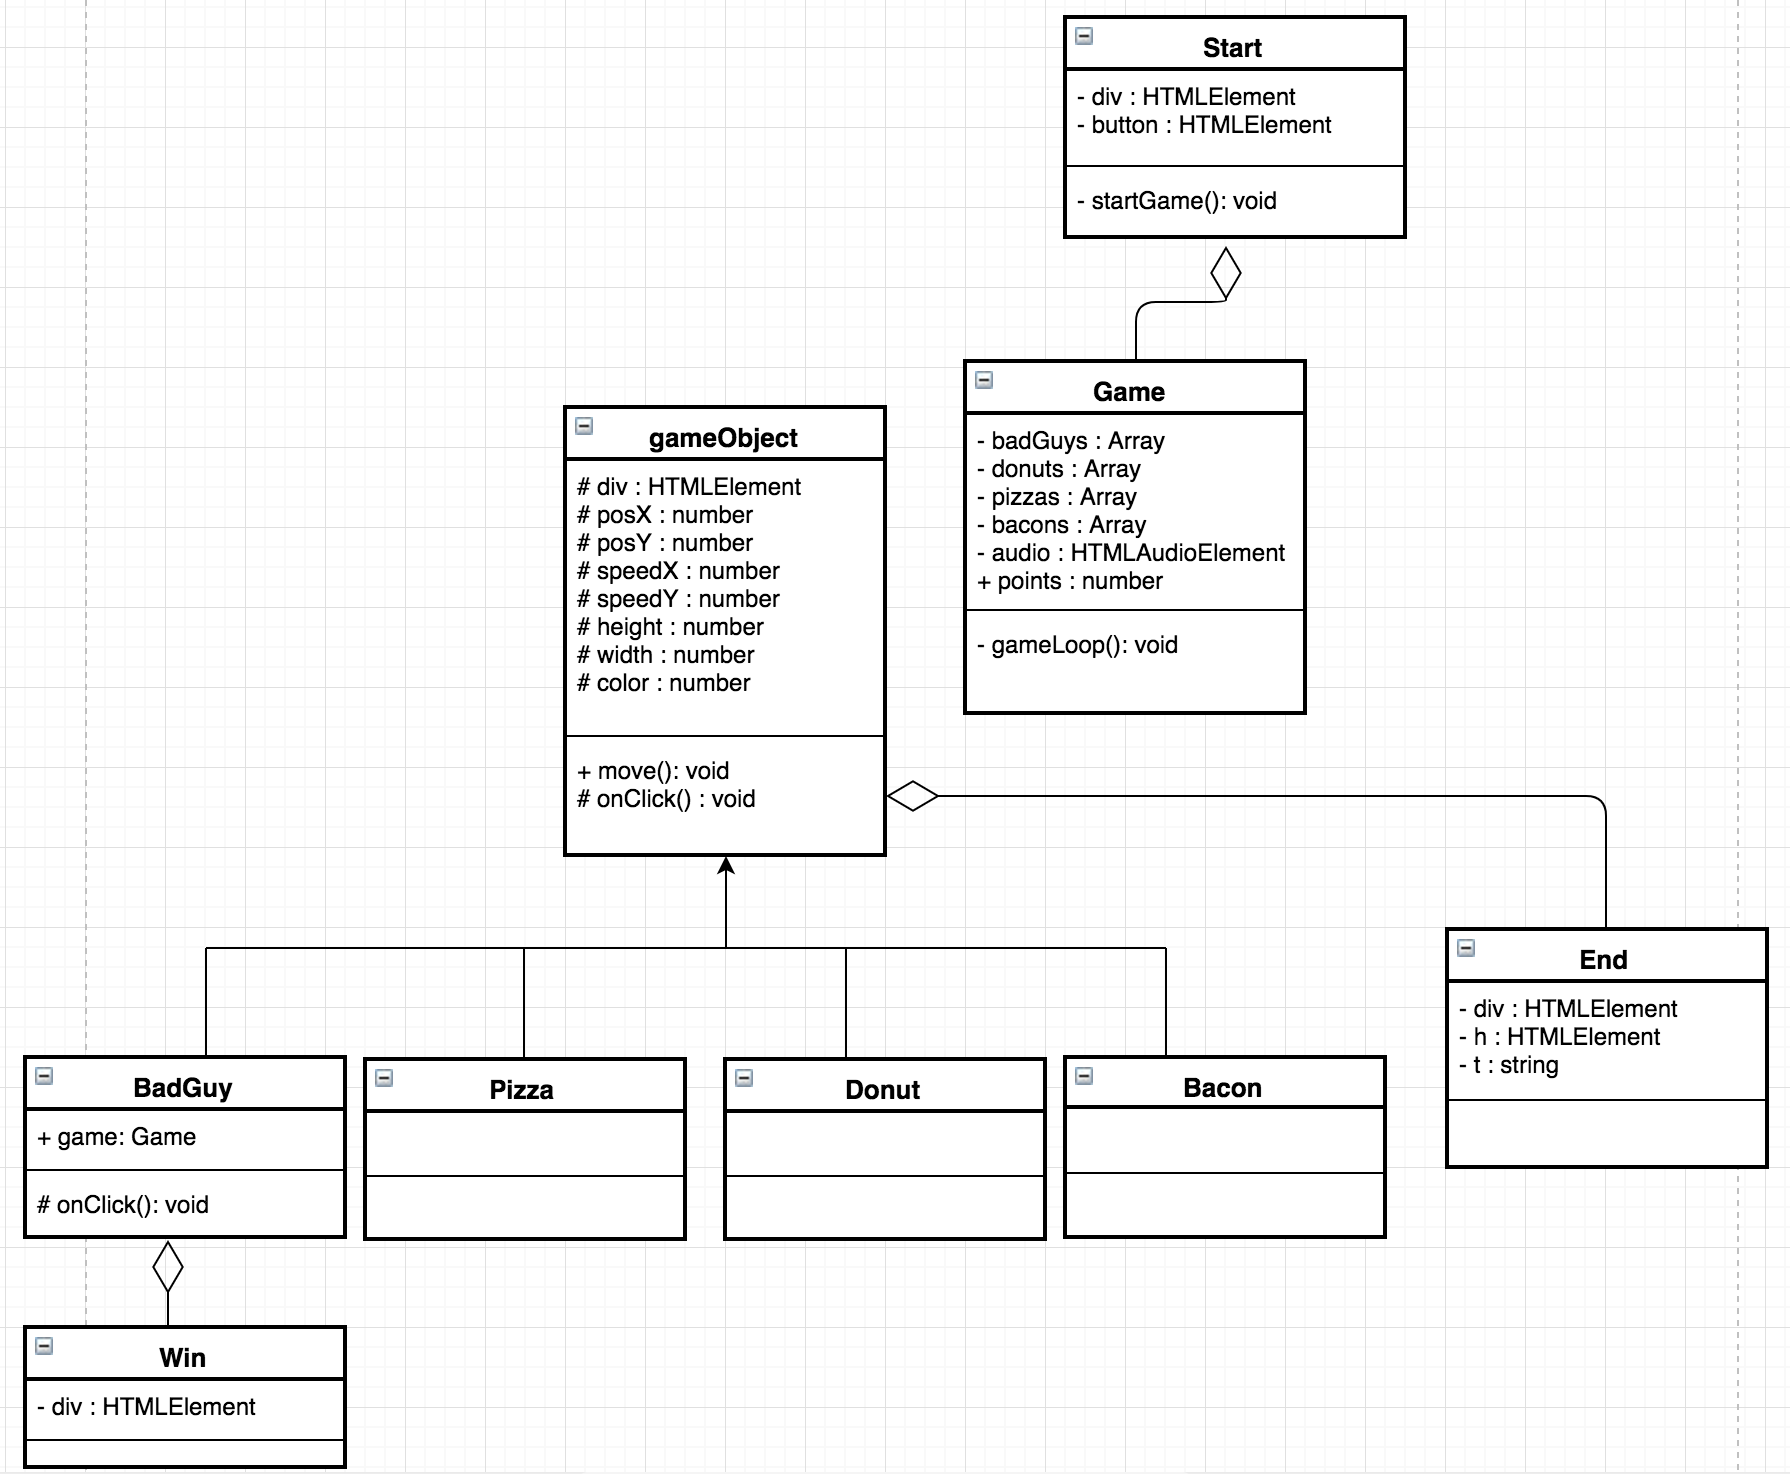 Start
- div : HTMLElement
- button : HTMLElement
- startGame(): void
Game
- badGuys : Array
- donuts : Array
- pizzas : Array
- bacons : Array
- audio : HTMLAudioElement
+ points : number
- gameLoop(): void
gameObject
# div : HTMLElement
# posX : number
# posY : number
# speedX : number
# speedY : number
# height : number
# width : number
# color : number
+ move(): void
# onClick() : void
End
- div : HTMLElement
- h : HTMLElement
- t : string
BadGuy
+ game: Game
# onClick(): void
Pizza
Donut
Bacon
Win
- div : HTMLElement